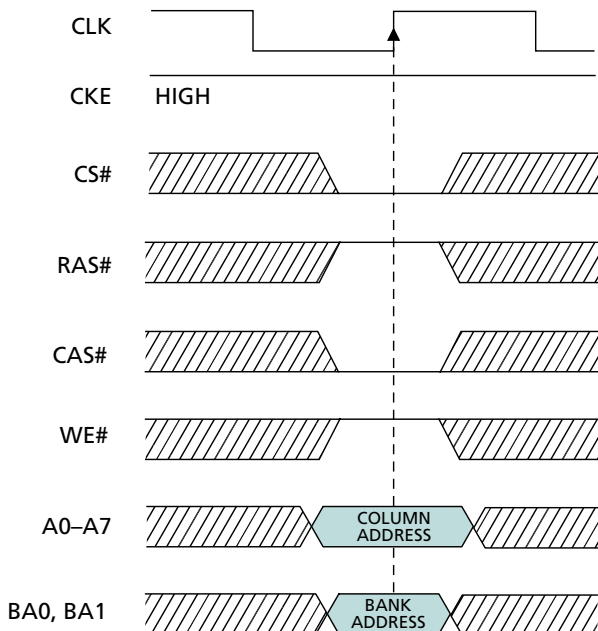 CLK
CKE HIGH
CS#
RAS#
CAS#
WE#
A0–A7 COLUMN
ADDRESS
BA0, BA1 BANK
ADDRESS